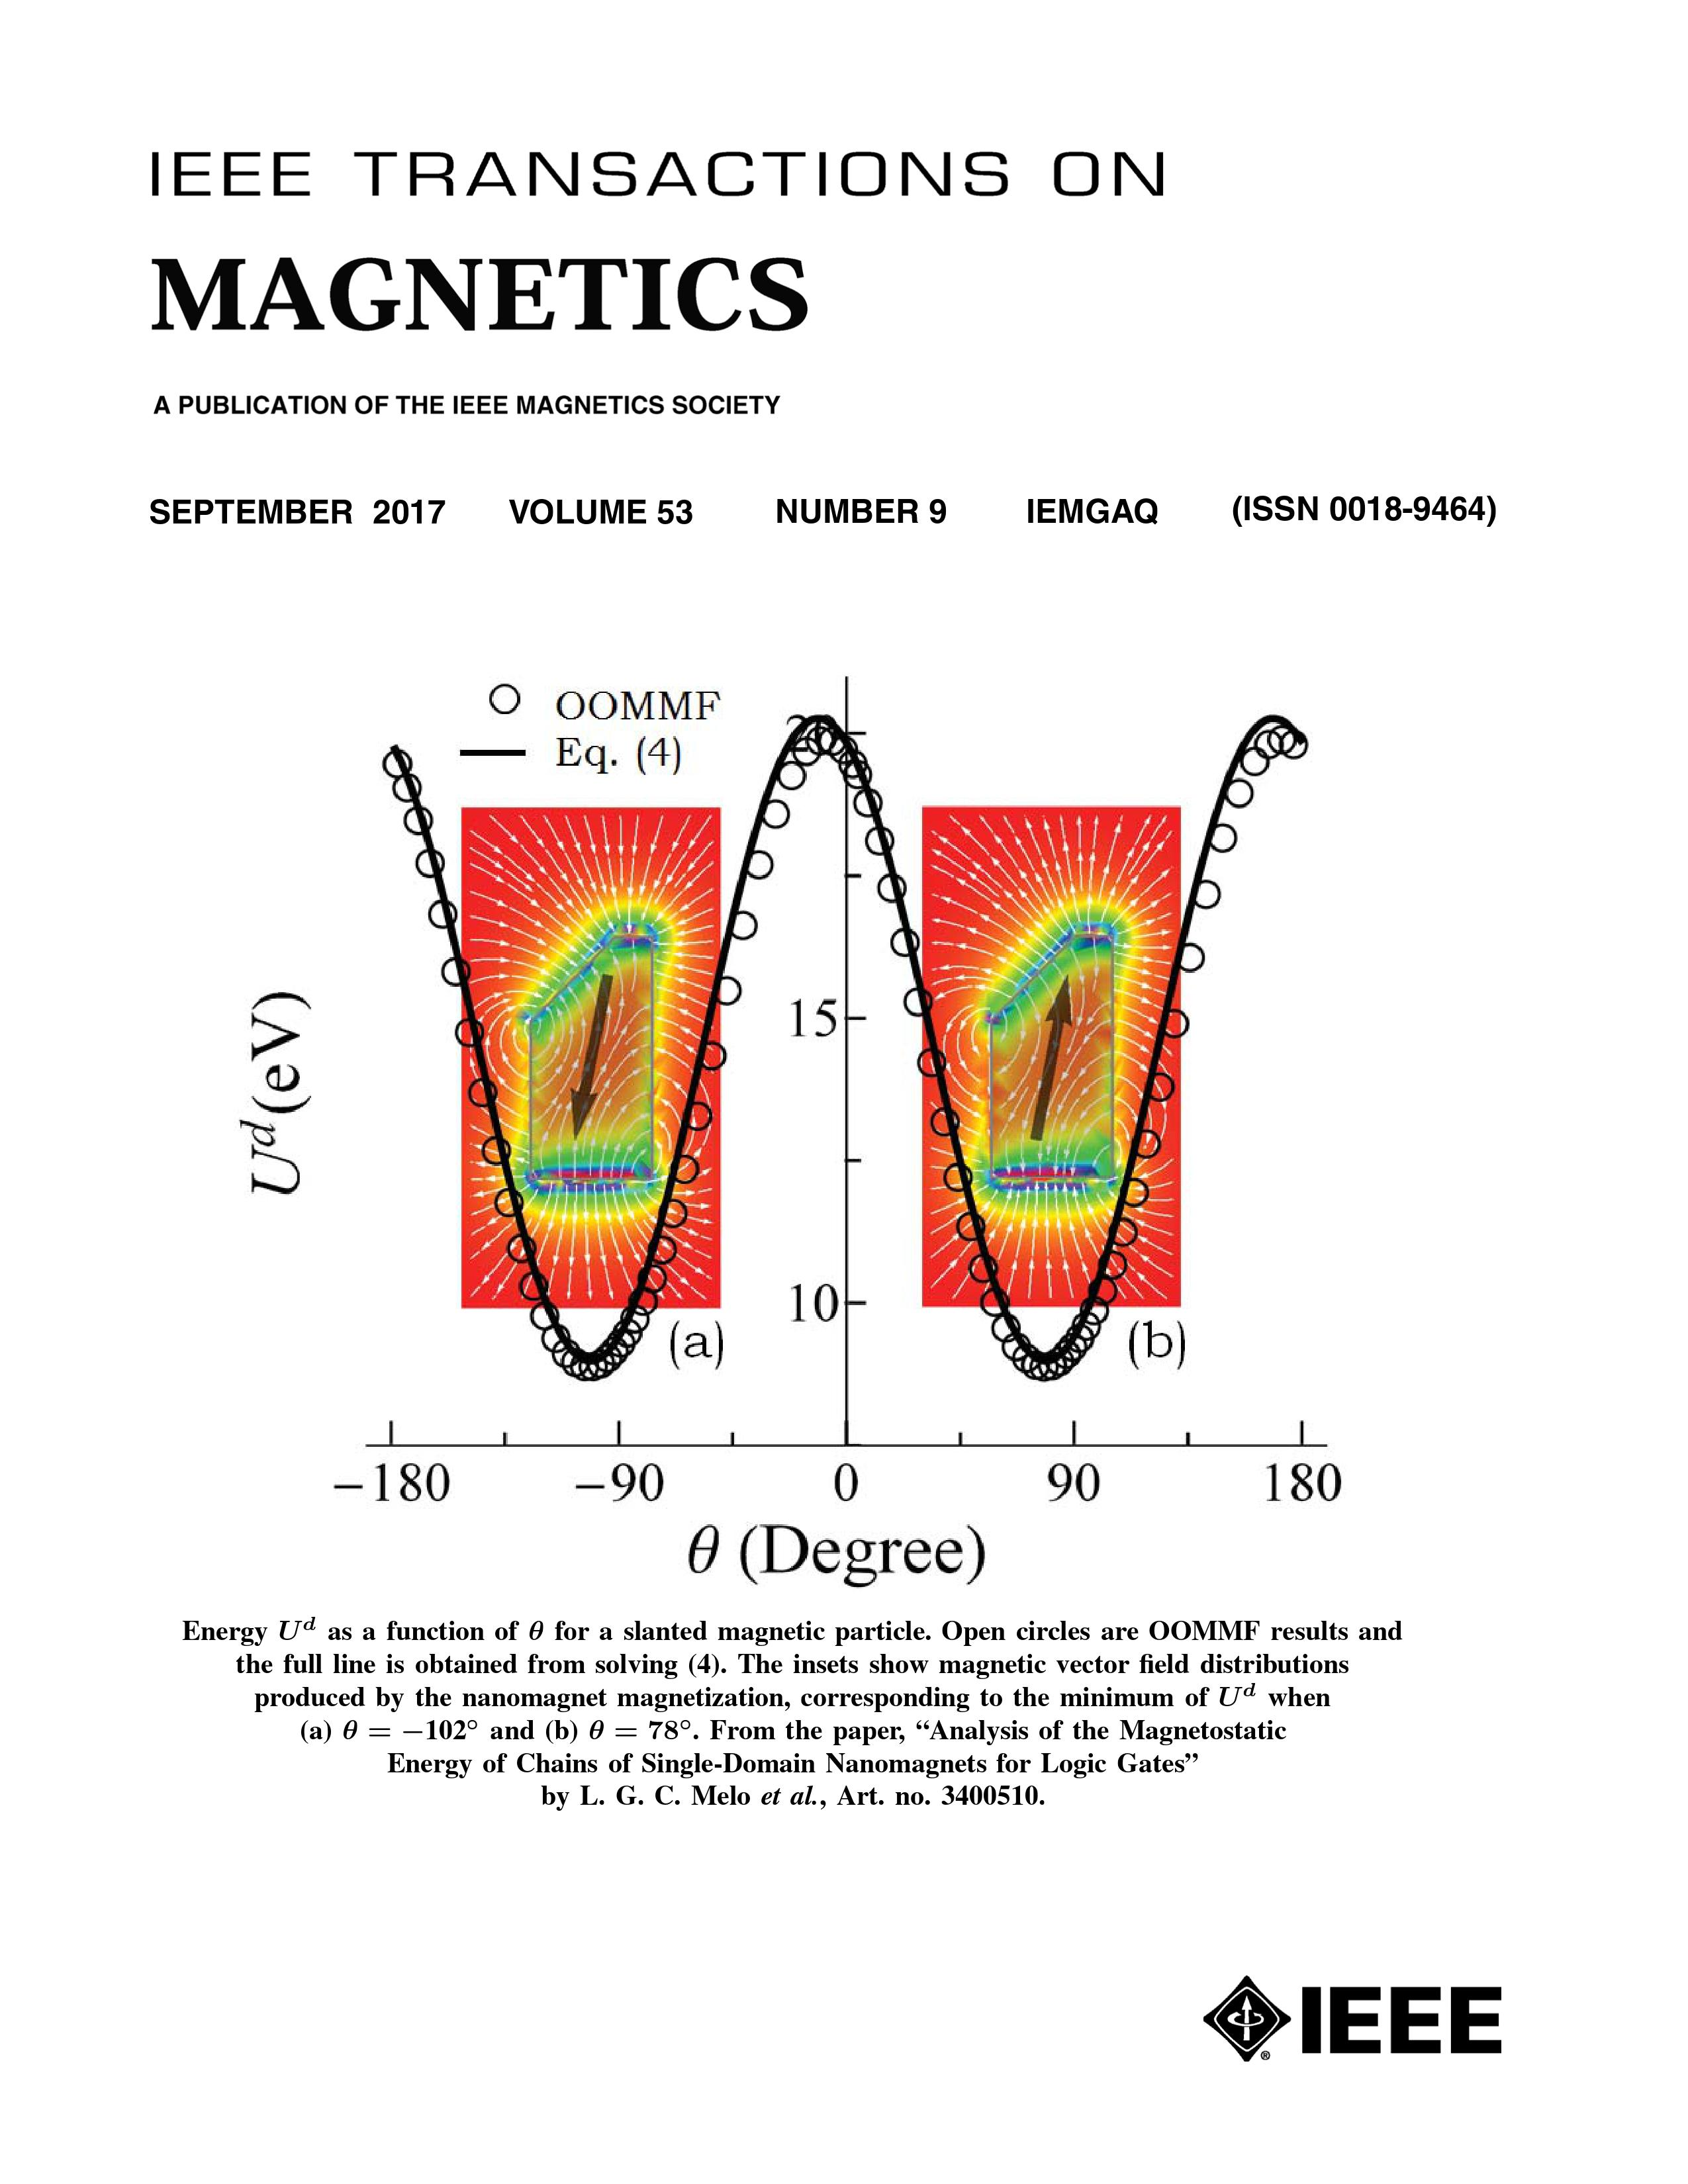 IEEE TRANSACTIONS ON
MAGNETICS
A PUBLICATION OF THE IEEE MAGNETICS SOCIETY
SEPTEMBER 2017 VOLUME 53 NUMBER 9 IEMGAQ (ISSN 0018-9464)
OOMMF
Eq. (4)
20
15
10
U^d(eV)
(a)
(b)
−180 −90 0 90 180
θ (Degree)
Energy U^d as a function of θ for a slanted magnetic particle. Open circles are OOMMF results and
the full line is obtained from solving (4). The insets show magnetic vector field distributions
produced by the nanomagnet magnetization, corresponding to the minimum of U^d when
(a) θ = −102° and (b) θ = 78°. From the paper, “Analysis of the Magnetostatic
Energy of Chains of Single-Domain Nanomagnets for Logic Gates”
by L. G. C. Melo et al., Art. no. 3400510.
IEEE
®